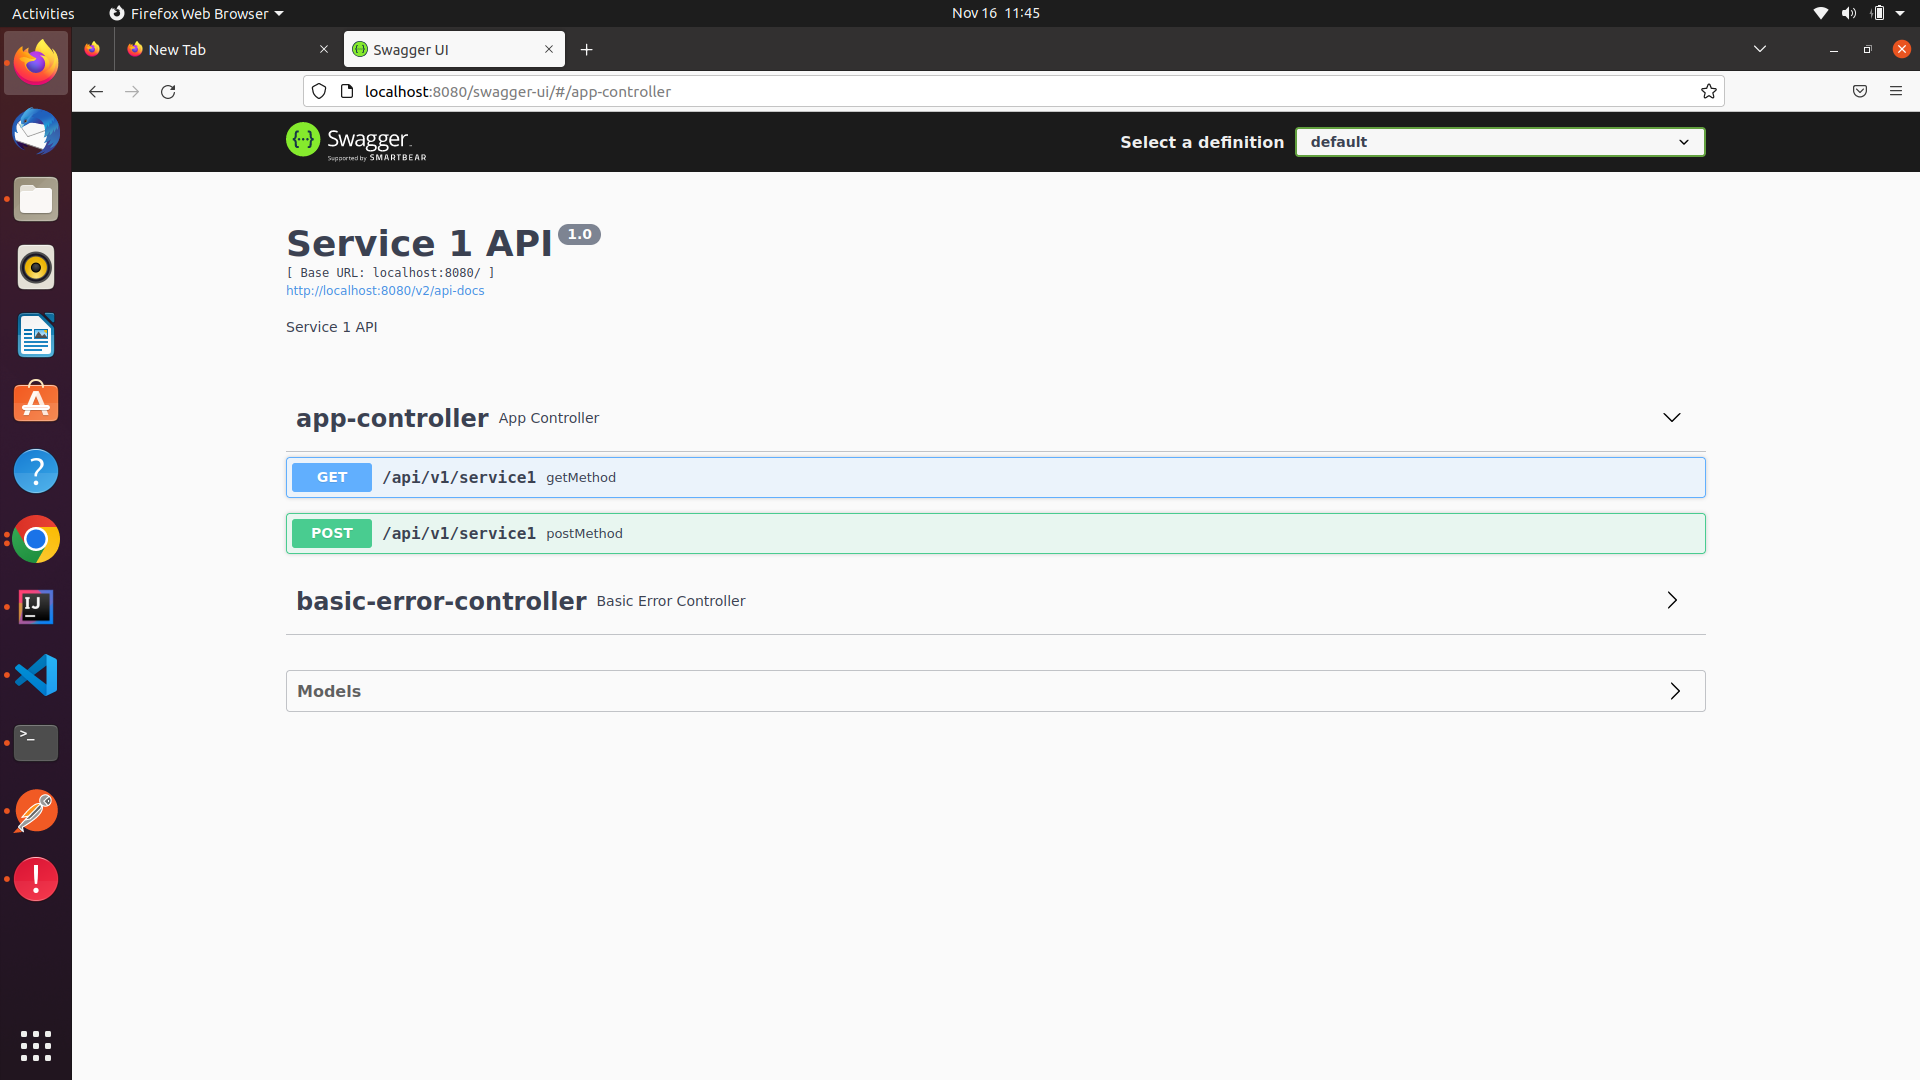 Activities
Firefox Web Browser
Nov 16 11:45
New Tab
Swagger UI
localhost:8080/swagger-ui/#/app-controller
Swagger
Supported by SMARTBEAR
Select a definition
default
Service 1 API 1.0
[ Base URL: localhost:8080/ ]
http://localhost:8080/v2/api-docs
Service 1 API
app-controller App Controller
GET /api/v1/service1 getMethod
POST /api/v1/service1 postMethod
basic-error-controller Basic Error Controller
Models